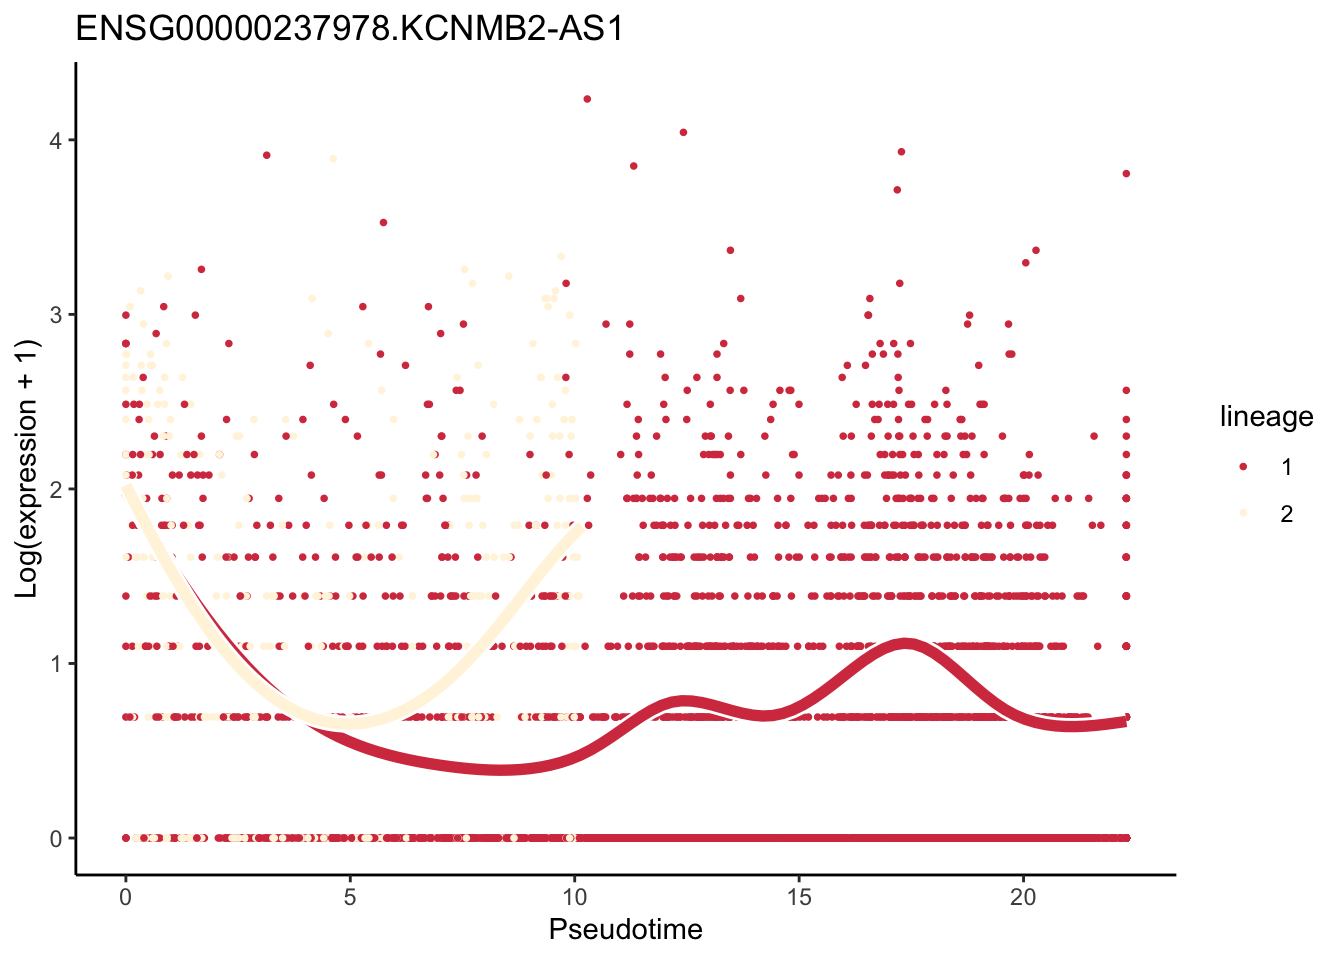 ENSG00000237978.KCNMB2-AS1
Log(expression + 1)
4
3
2
1
0
0 5 10 15 20
Pseudotime
lineage
1
2